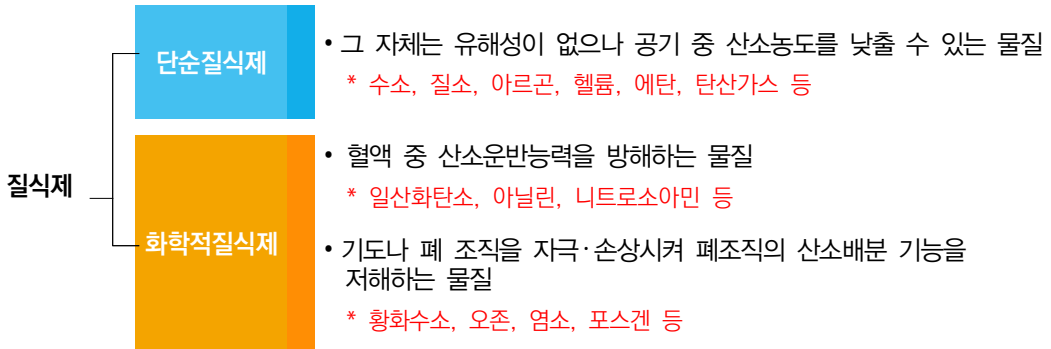 질식제
단순질식제
• 그 자체는 유해성이 없으나 공기 중 산소농도를 낮출 수 있는 물질
* 수소, 질소, 아르곤, 헬륨, 에탄, 탄산가스 등
화학적질식제
• 혈액 중 산소운반능력을 방해하는 물질
* 일산화탄소, 아닐린, 니트로소아민 등
• 기도나 폐 조직을 자극·손상시켜 폐조직의 산소배분 기능을
저해하는 물질
* 황화수소, 오존, 염소, 포스겐 등